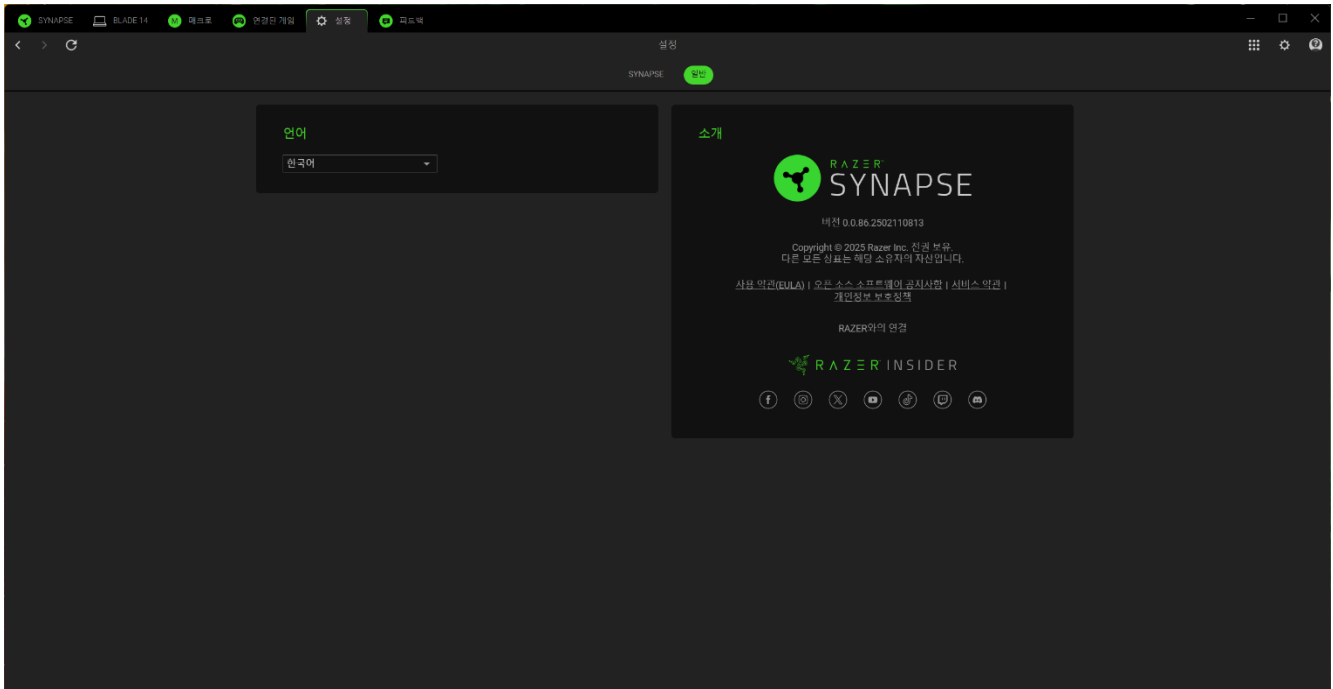 SYNAPSE BLADE 14 매크로 연결된 게임 설정 피드백
설정
SYNAPSE 일반
언어
한국어
소개
RAZER
SYNAPSE
버전 0.0.86.2502110813
Copyright © 2025 Razer Inc. 전권 보유.
다른 모든 상표는 해당 소유자의 자산입니다.
사용 약관(EULA) | 오픈 소스 소프트웨어 공지사항 | 서비스 약관 |
개인정보 보호정책
RAZER와의 연결
RAZER INSIDER